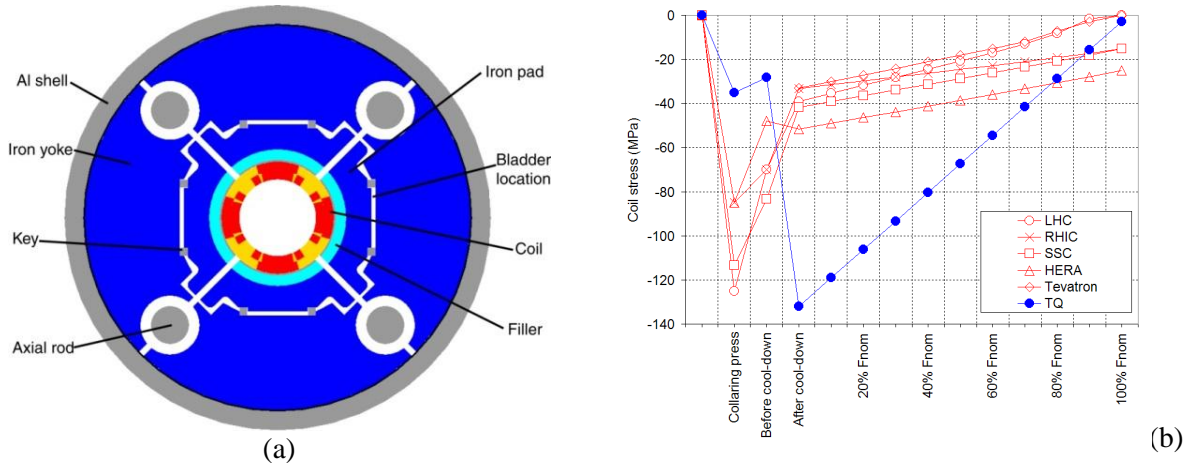 Al shell
Iron yoke
Key
Axial rod
Iron pad
Bladder
location
Coil
Filler
(a)
0
-20
-40
-60
-80
-100
-120
-140
Coil stress (MPa)
LHC
RHIC
SSC
HERA
Tevatron
TQ
Collaring press
Before cool-down
After cool-down
20% Fnom
40% Fnom
60% Fnom
80% Fnom
100% Fnom
(b)